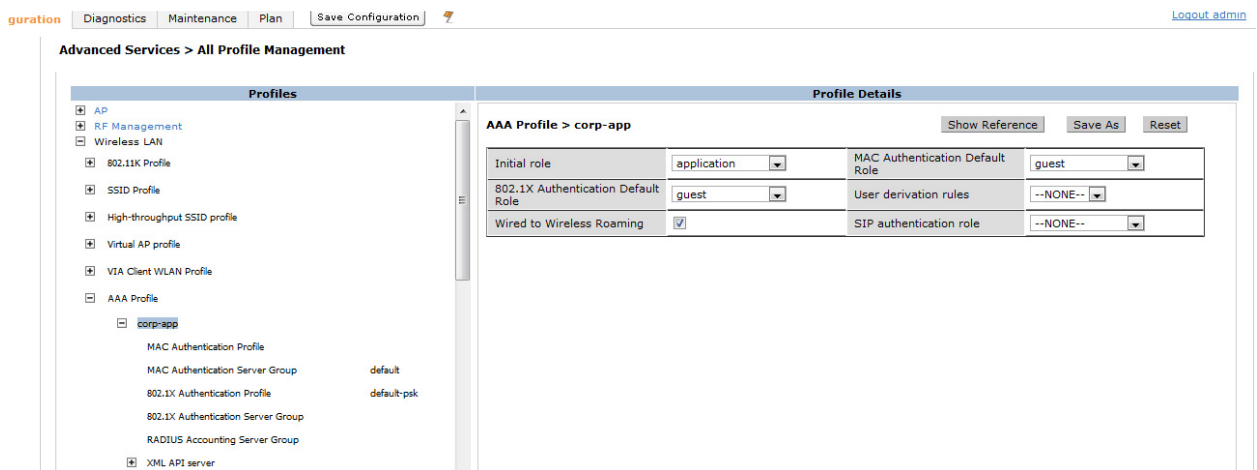 guration Diagnostics Maintenance Plan Save Configuration Logout admin
Advanced Services > All Profile Management
Profiles
AP
RF Management
Wireless LAN
802.11K Profile
SSID Profile
High-throughput SSID profile
Virtual AP profile
VIA Client WLAN Profile
AAA Profile
corp-app
MAC Authentication Profile
MAC Authentication Server Group default
802.1X Authentication Profile default-psk
802.1X Authentication Server Group
RADIUS Accounting Server Group
XML API server
Profile Details
AAA Profile > corp-app Show Reference Save As Reset
Initial role application MAC Authentication Default Role guest
802.1X Authentication Default Role guest User derivation rules --NONE--
Wired to Wireless Roaming SIP authentication role --NONE--